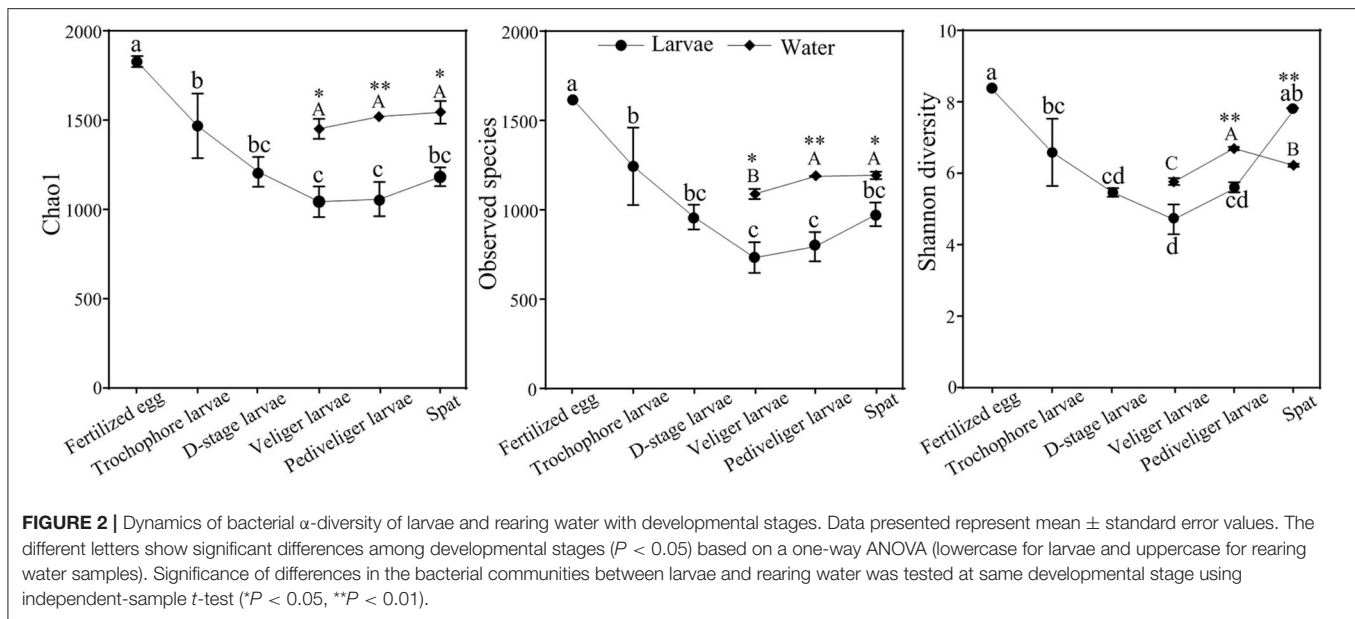 2000
1500
1000
500
0
Chao1
a
b
bc
c
c
bc
*
A
**
A
*
A
Fertilized egg
Trochophore larvae
D-stage larvae
Veliger larvae
Pediveliger larvae
Spat
2000
1500
1000
500
0
Observed species
Larvae
Water
a
b
bc
c
c
bc
*
B
**
A
*
A
Fertilized egg
Trochophore larvae
D-stage larvae
Veliger larvae
Pediveliger larvae
Spat
10
8
6
4
2
0
Shannon diversity
a
bc
cd
d
cd
**
ab
C
**
A
B
Fertilized egg
Trochophore larvae
D-stage larvae
Veliger larvae
Pediveliger larvae
Spat
FIGURE 2 | Dynamics of bacterial α-diversity of larvae and rearing water with developmental stages. Data presented represent mean ± standard error values. The
different letters show significant differences among developmental stages (P < 0.05) based on a one-way ANOVA (lowercase for larvae and uppercase for rearing
water samples). Significance of differences in the bacterial communities between larvae and rearing water was tested at same developmental stage using
independent-sample t-test (*P < 0.05, **P < 0.01).